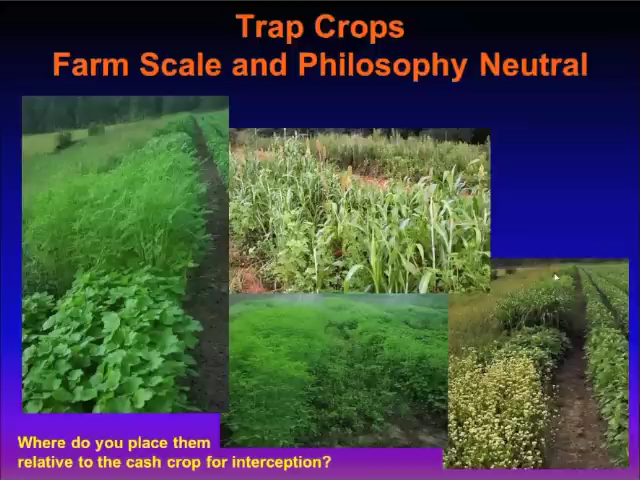 Trap Crops
Farm Scale and Philosophy Neutral
Where do you place them
relative to the cash crop for interception?